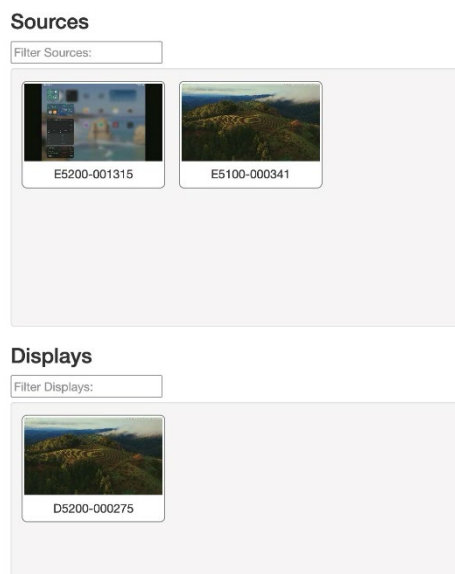 Sources
Filter Sources:
E5200-001315
E5100-000341
Displays
Filter Displays:
D5200-000275